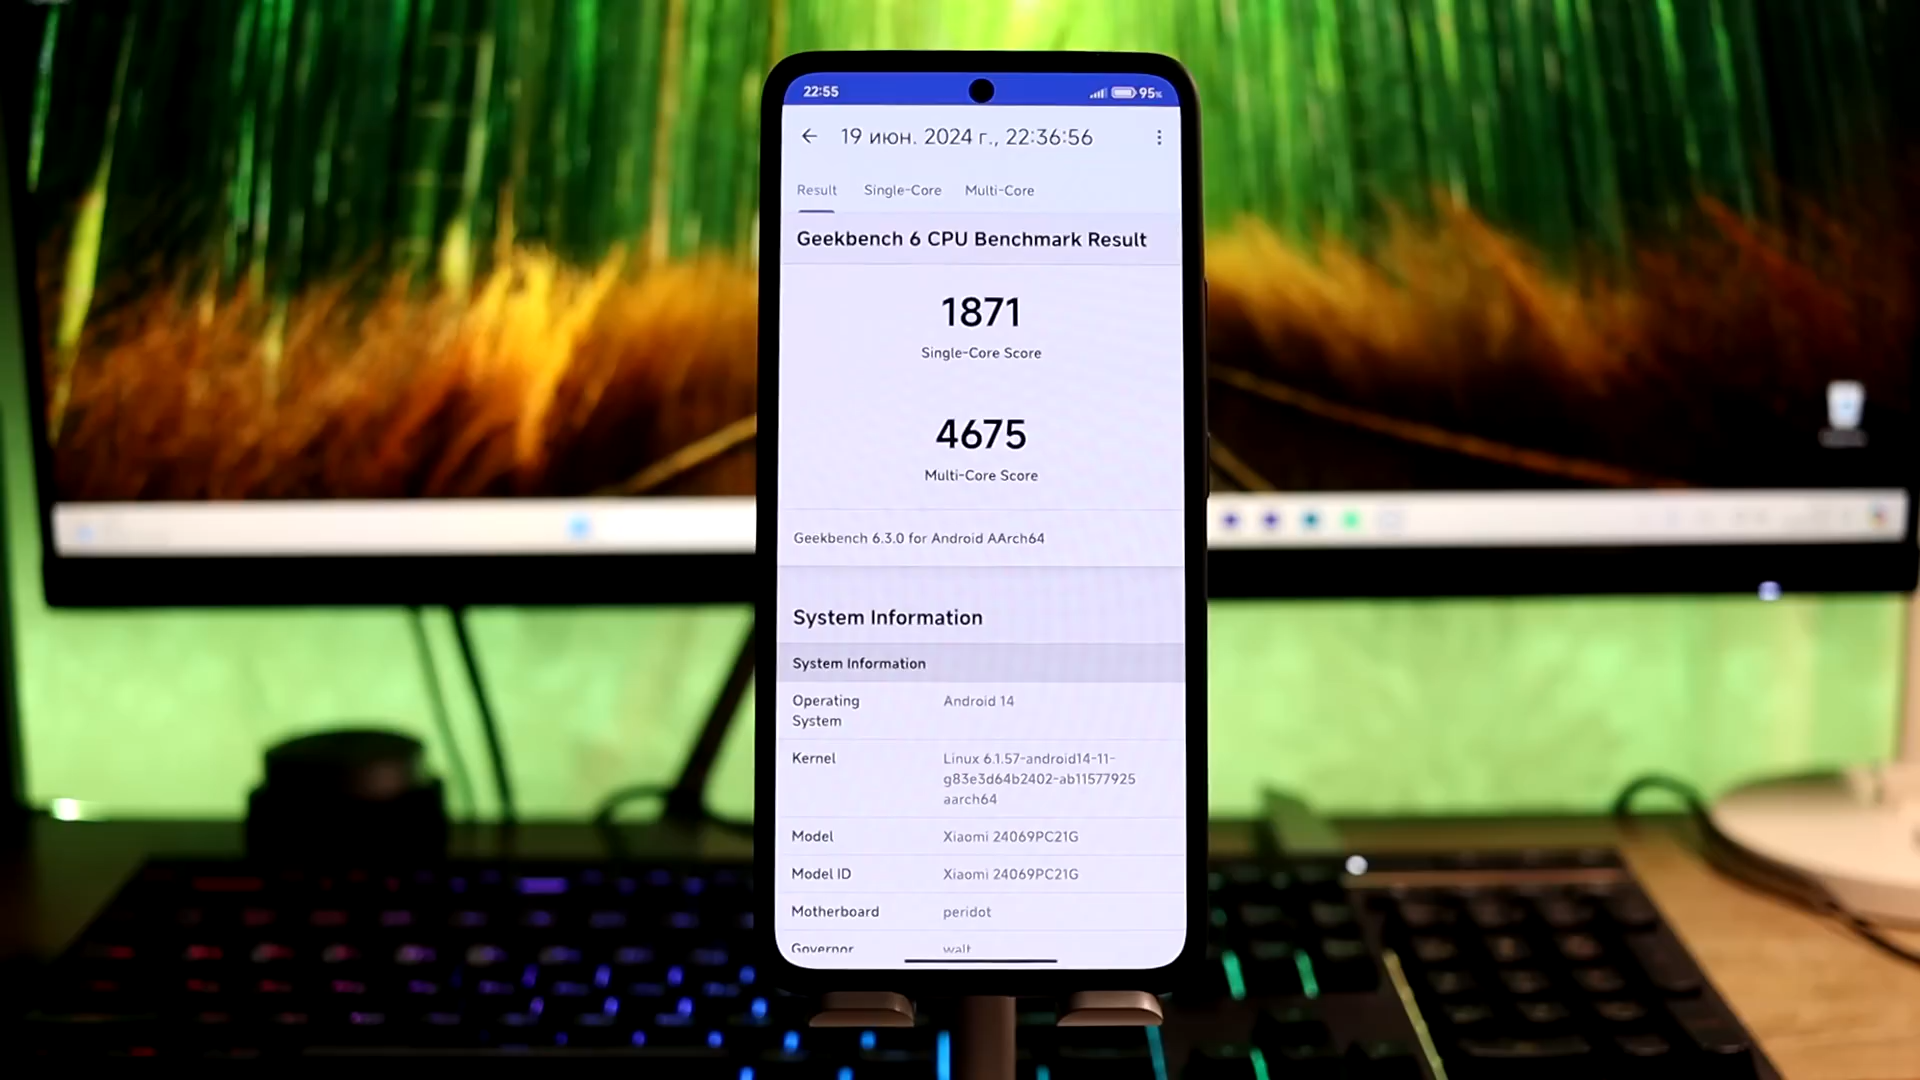 22:55
95%
19 июн. 2024 г., 22:36:56
Result Single-Core Multi-Core
Geekbench 6 CPU Benchmark Result
1871
Single-Core Score
4675
Multi-Core Score
Geekbench 6.3.0 for Android AArch64
System Information
System Information
Operating System
Android 14
Kernel
Linux 6.1.57-android14-11-
g83e3d64b2402-ab11577925
aarch64
Model Xiaomi 24069PC21G
Model ID Xiaomi 24069PC21G
Motherboard peridot
Governor walt